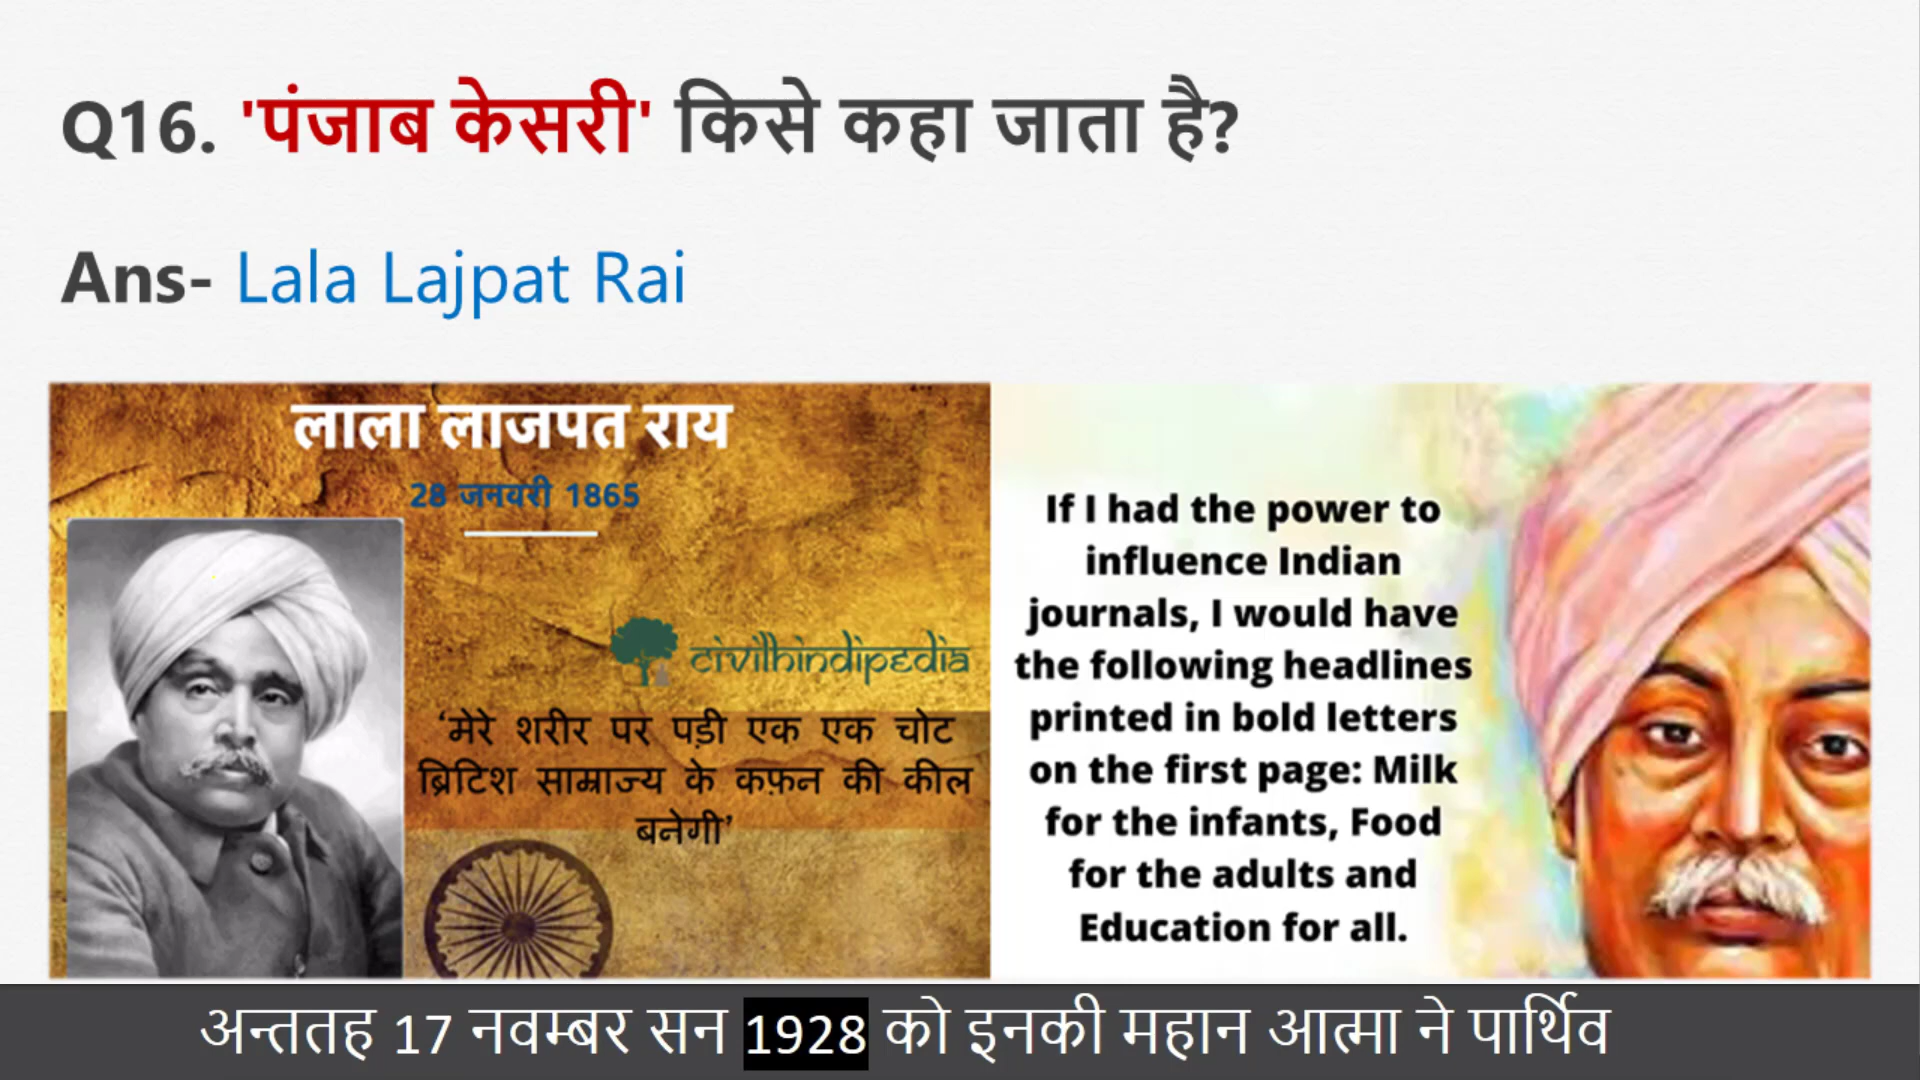 Q16. 'पंजाब केसरी' किसे कहा जाता है?
Ans- Lala Lajpat Rai
लाला लाजपत राय
28 जनवरी 1865
civilhindipedia
‘मेरे शरीर पर पड़ी एक एक चोट
ब्रिटिश साम्राज्य के कफ़न की कील
बनेगी’
If I had the power to
influence Indian
journals, I would have
the following headlines
printed in bold letters
on the first page: Milk
for the infants, Food
for the adults and
Education for all.
अन्ततह 17 नवम्बर सन 1928 को इनकी महान आत्मा ने पार्थिव